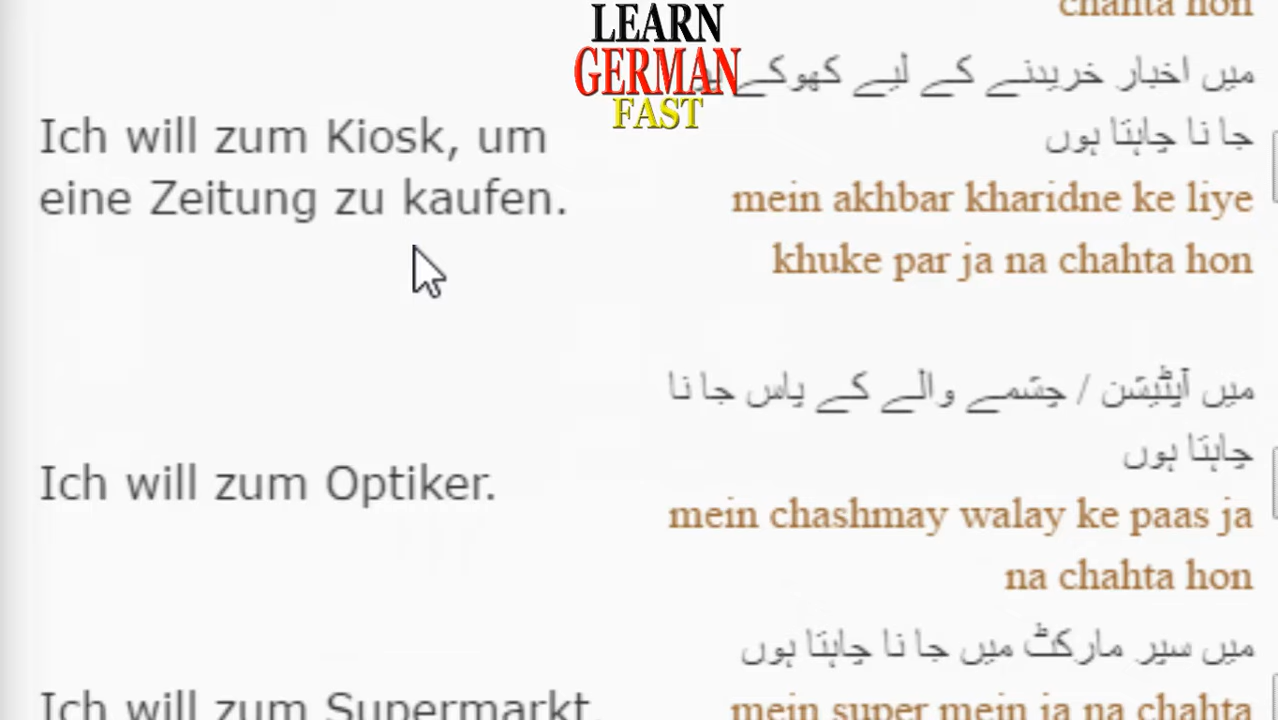 chahta hon
LEARN
GERMAN
FAST
میں اخبار خریدنے کے لیے کھوکے پر
جا نا چاہتا ہوں
Ich will zum Kiosk, um
eine Zeitung zu kaufen.
mein akhbar kharidne ke liye
khuke par ja na chahta hon
میں آپٹیشن / چشمے والے کے پاس جا نا
چاہتا ہوں
Ich will zum Optiker.
mein chashmay walay ke paas ja
na chahta hon
میں سپر مارکٹ میں جا نا چاہتا ہوں
Ich will zum Supermarkt.
mein super mein ja na chahta